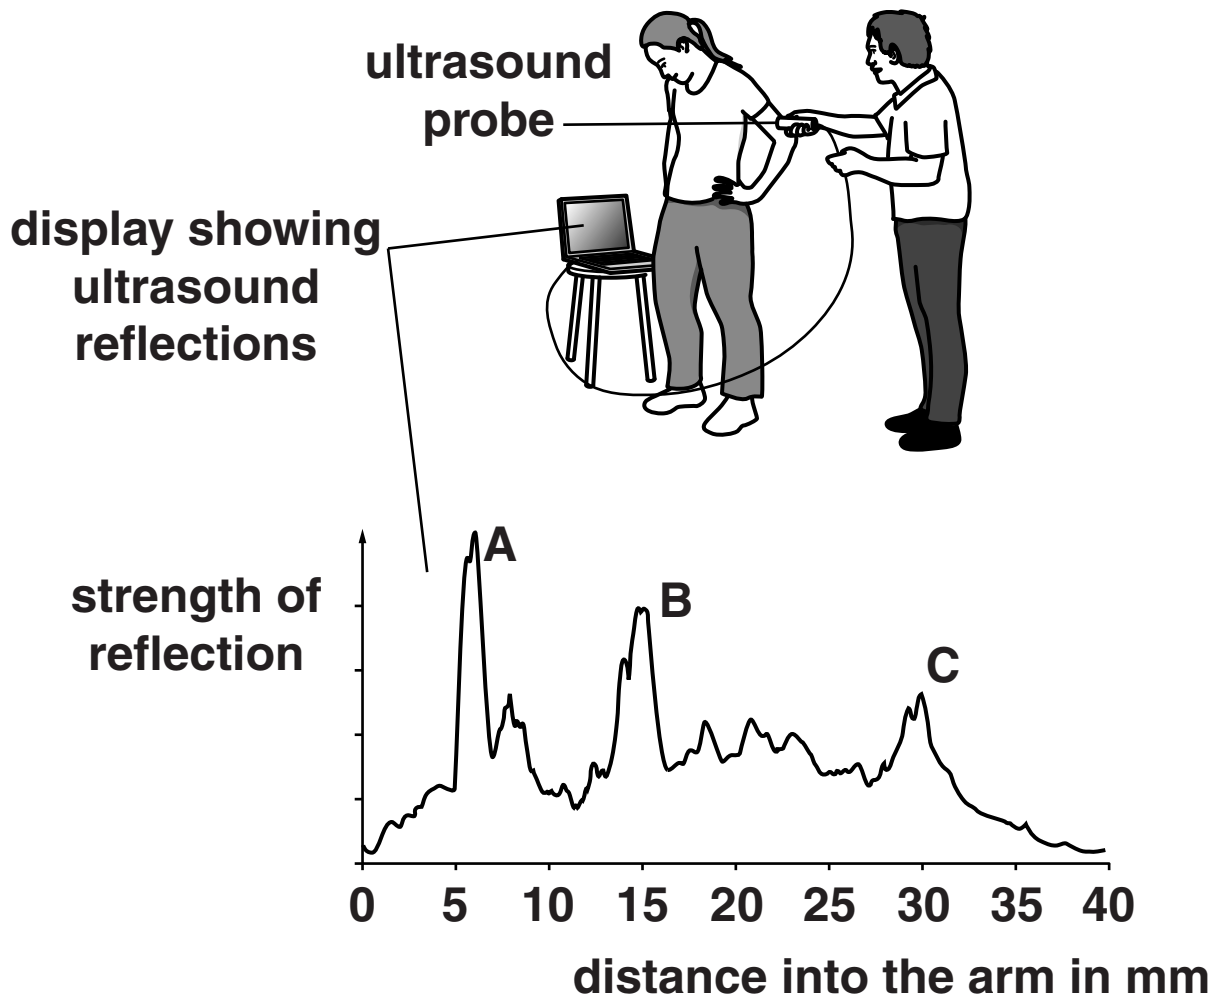 ultrasound
probe
display showing
ultrasound
reflections
strength of
reflection
A
B
C
0 5 10 15 20 25 30 35 40
distance into the arm in mm